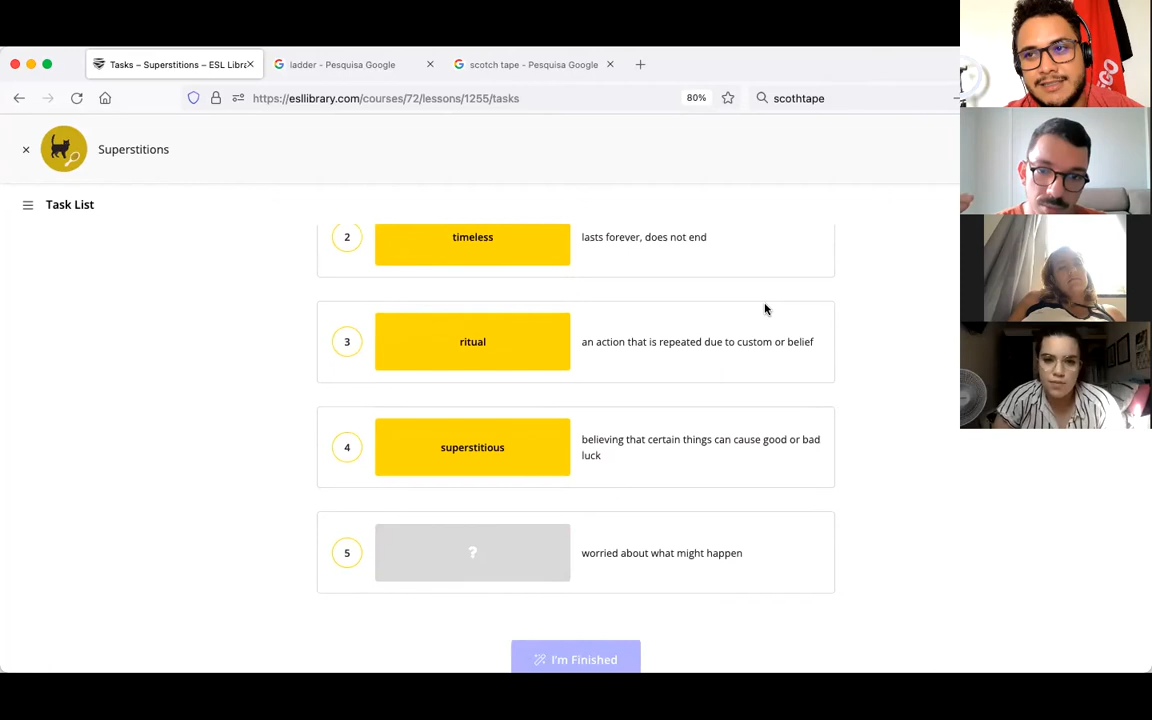 Tasks – Superstitions – ESL Libra
ladder - Pesquisa Google
scotch tape - Pesquisa Google
https://esllibrary.com/courses/72/lessons/1255/tasks
80%
scothtape
Superstitions
Task List
2
timeless
lasts forever, does not end
3
ritual
an action that is repeated due to custom or belief
4
superstitious
believing that certain things can cause good or bad
luck
5
?
worried about what might happen
I'm Finished